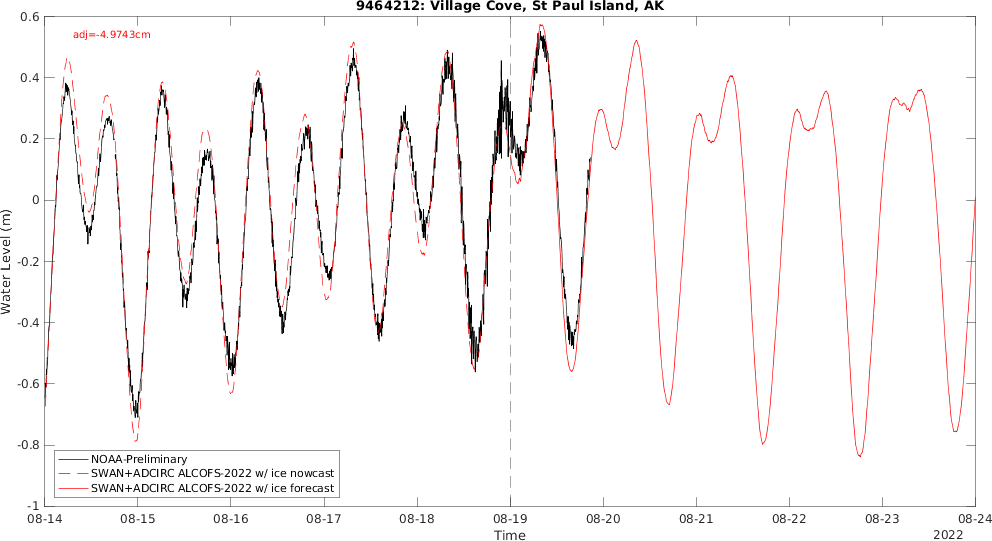 9464212: Village Cove, St Paul Island, AK
adj=-4.9743cm
Water Level (m)
0.6
0.4
0.2
0
-0.2
-0.4
-0.6
-0.8
-1
NOAA-Preliminary
SWAN+ADCIRC ALCOFS-2022 w/ ice nowcast
SWAN+ADCIRC ALCOFS-2022 w/ ice forecast
08-14 08-15 08-16 08-17 08-18 08-19 08-20 08-21 08-22 08-23 08-24
Time
2022